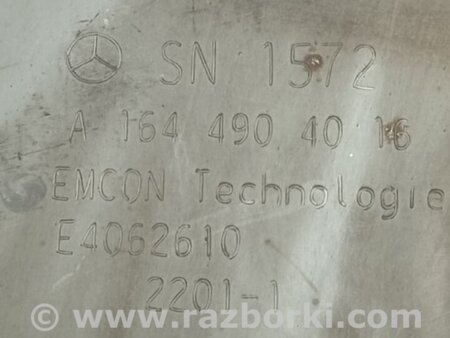 SN 1572
A 164 490 40 16
EMCON Technologie
E4062610
2201-1
© www.razborki.com